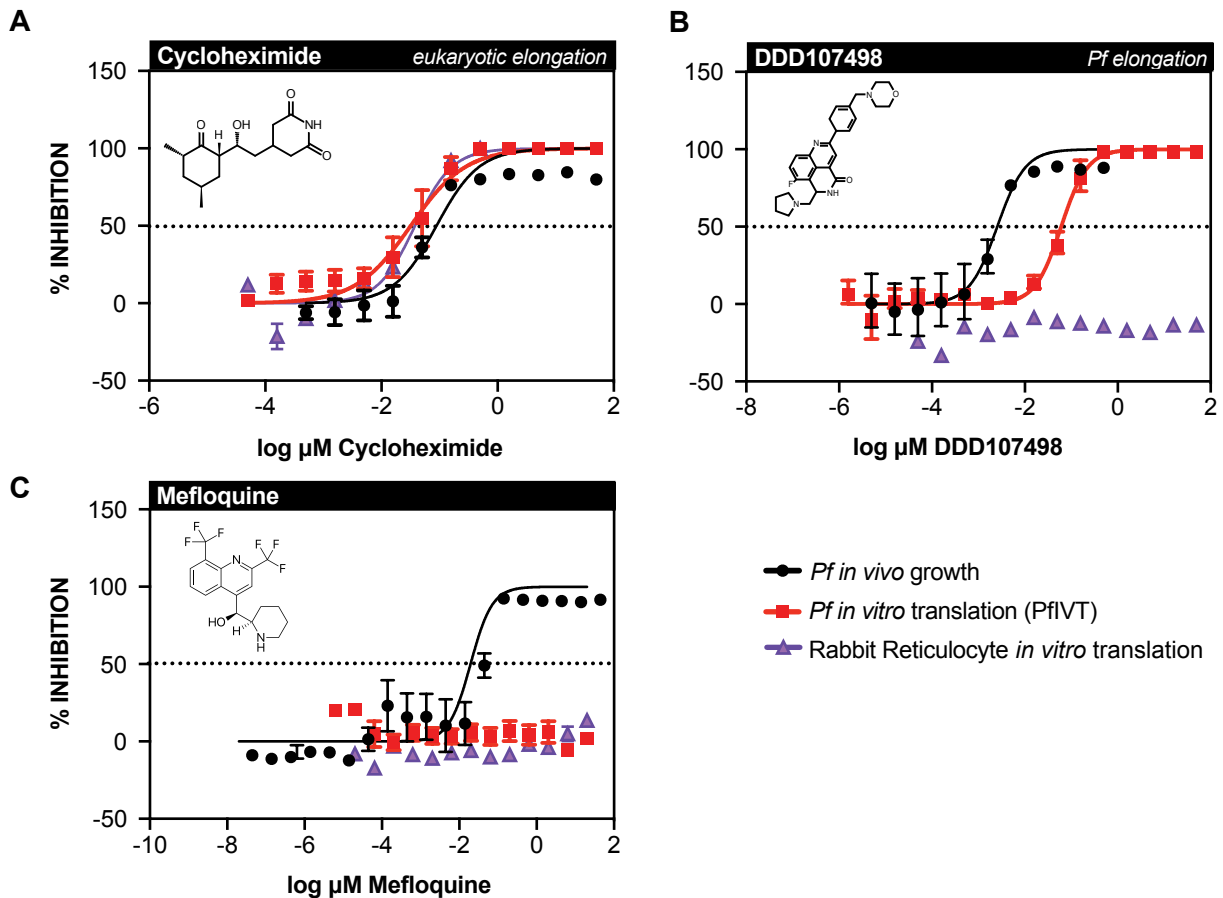 A
Cycloheximide eukaryotic elongation
% INHIBITION
150
100
50
0
-50
O
OH
H
O
NH
O
-6 -4 -2 0 2
log µM Cycloheximide
B
DDD107498 Pf elongation
150
100
50
0
-50
N
O
N
F
O
NH
N
-8 -6 -4 -2 0 2
log µM DDD107498
C
Mefloquine
% INHIBITION
150
100
50
0
-50
F
F
F
N
F
F
F
HO
H
N
H
-10 -8 -6 -4 -2 0 2
log µM Mefloquine
Pf in vivo growth
Pf in vitro translation (PfIVT)
Rabbit Reticulocyte in vitro translation